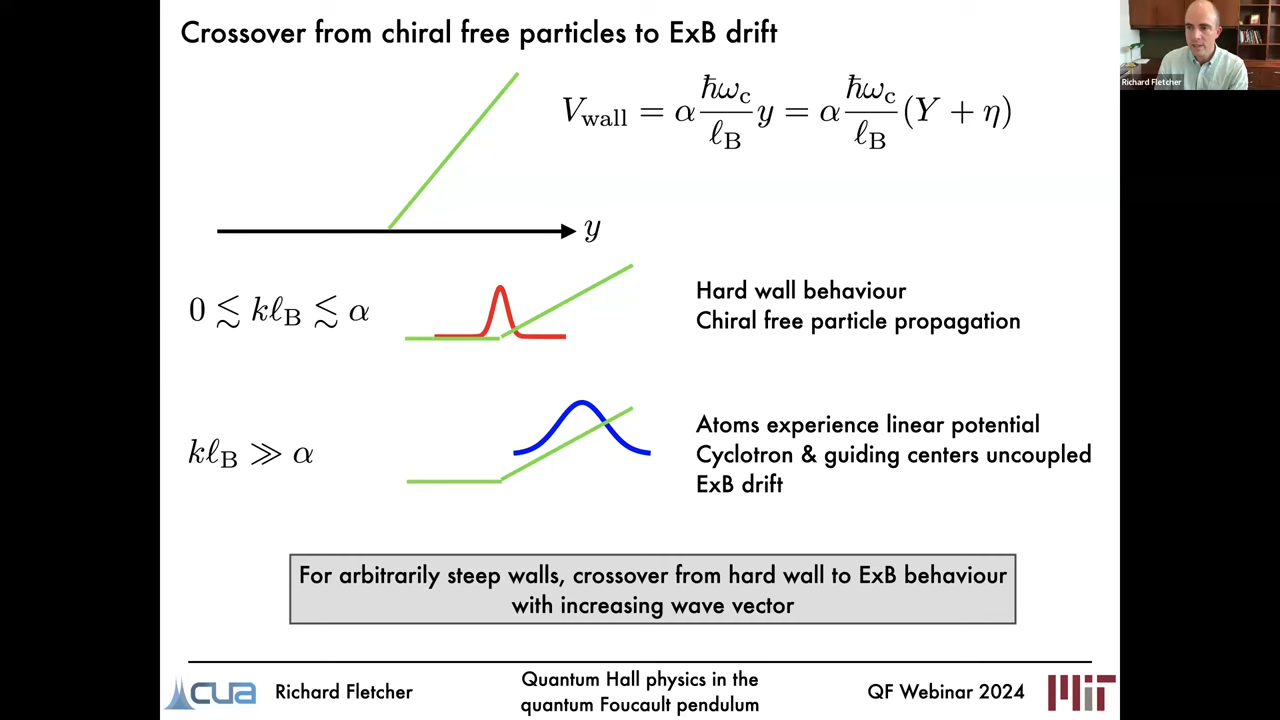 Crossover from chiral free particles to ExB drift
Richard Fletcher
V_wall = α ħω_c/ℓ_B y = α ħω_c/ℓ_B (Y + η)
y
0 ≲ kℓ_B ≲ α
Hard wall behaviour
Chiral free particle propagation
kℓ_B ≫ α
Atoms experience linear potential
Cyclotron & guiding centers uncoupled
ExB drift
For arbitrarily steep walls, crossover from hard wall to ExB behaviour
with increasing wave vector
CUA
Richard Fletcher
Quantum Hall physics in the
quantum Foucault pendulum
QF Webinar 2024
MIT